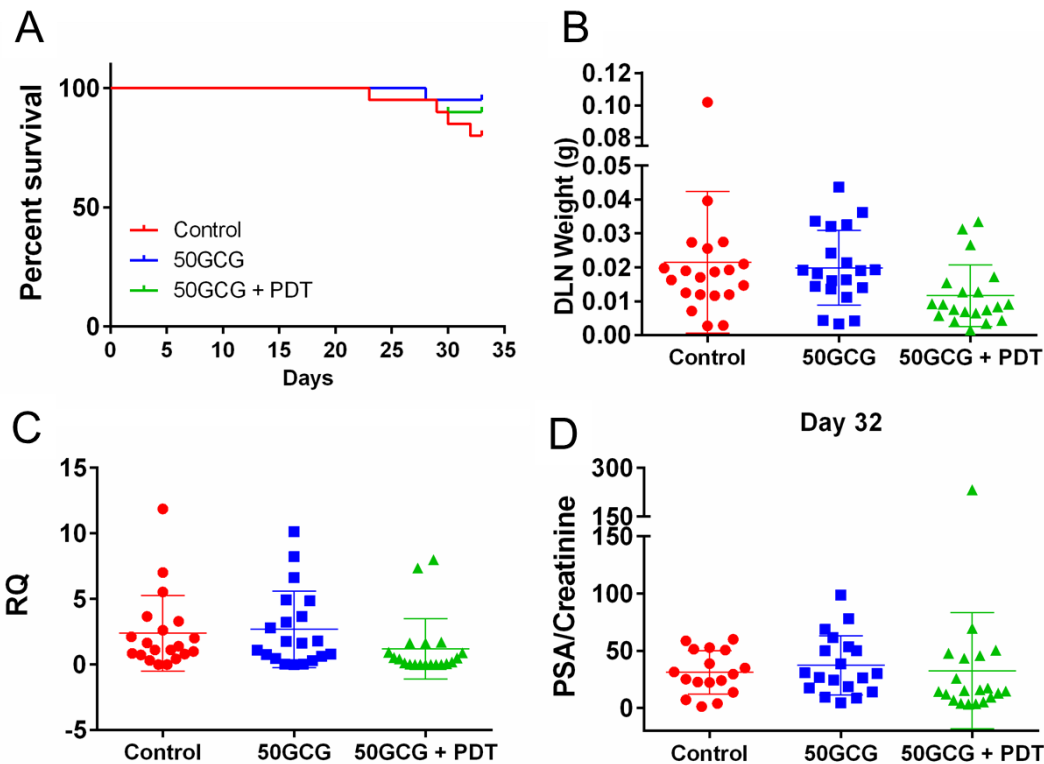 A
Percent survival
100
50
0
Control
50GCG
50GCG + PDT
0 5 10 15 20 25 30 35
Days
B
DLN Weight (g)
0.12
0.10
0.08
0.06
0.05
0.04
0.03
0.02
0.01
0.00
Control 50GCG 50GCG + PDT
C
RQ
15
10
5
0
-5
Control 50GCG 50GCG + PDT
D
Day 32
PSA/Creatinine
300
150
150
100
50
0
Control 50GCG 50GCG + PDT